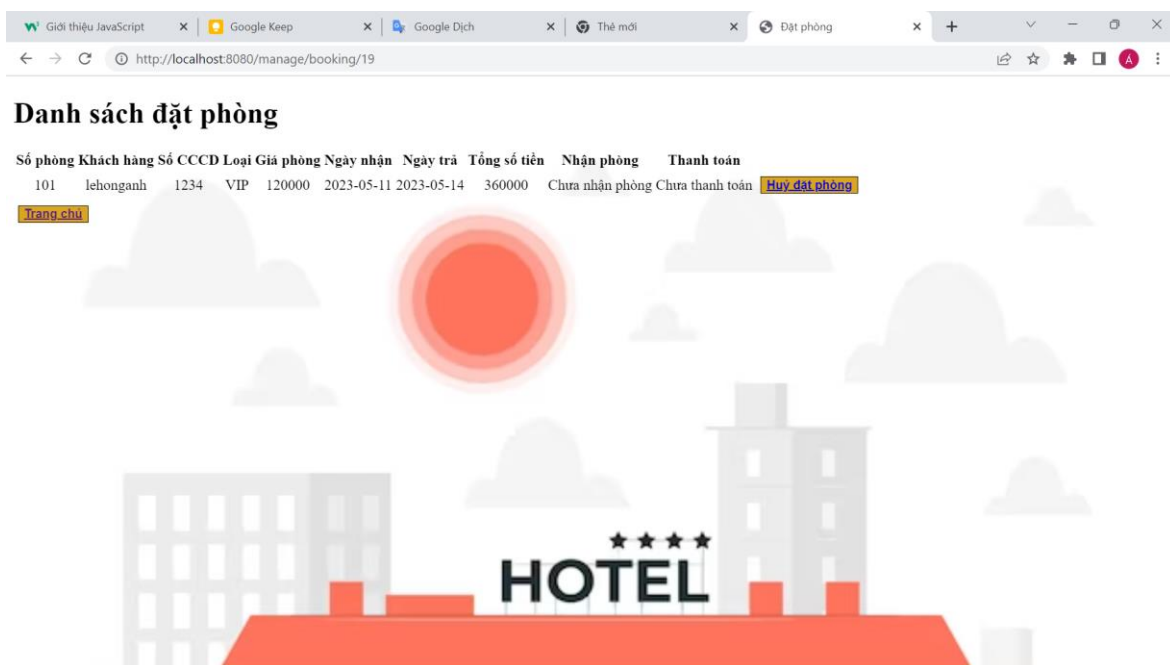 Giới thiệu JavaScript Google Keep Google Dịch Thẻ mới Đặt phòng
http://localhost:8080/manage/booking/19 Á
Danh sách đặt phòng
Số phòng Khách hàng Số CCCD Loại Giá phòng Ngày nhận Ngày trả Tổng số tiền Nhận phòng Thanh toán
101 lehonganh 1234 VIP 120000 2023-05-11 2023-05-14 360000 Chưa nhận phòng Chưa thanh toán Huỷ đặt phòng
Trang chủ
HOTEL